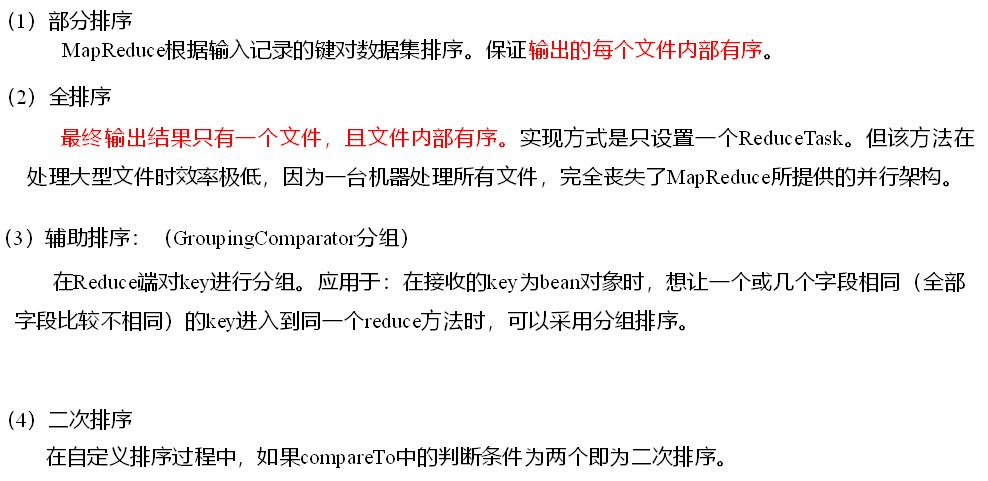 （1）部分排序
MapReduce根据输入记录的键对数据集排序。保证输出的每个文件内部有序。
（2）全排序
最终输出结果只有一个文件，且文件内部有序。实现方式是只设置一个ReduceTask。但该方法在
处理大型文件时效率极低，因为一台机器处理所有文件，完全丧失了MapReduce所提供的并行架构。
（3）辅助排序：（GroupingComparator分组）
在Reduce端对key进行分组。应用于：在接收的key为bean对象时，想让一个或几个字段相同（全部
字段比较不相同）的key进入到同一个reduce方法时，可以采用分组排序。
（4）二次排序
在自定义排序过程中，如果compareTo中的判断条件为两个即为二次排序。